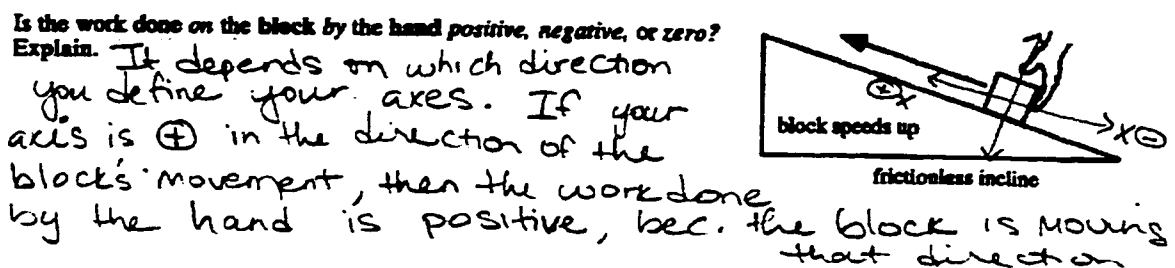 Is the work done on the block by the hand positive, negative, or zero?
Explain. It depends on which direction
you define your axes. If your
axis is ⊕ in the direction of the
block's movement, then the work done
by the hand is positive, bec. the block is moving
that direction
⊕x
x⊖
block speeds up
frictionless incline